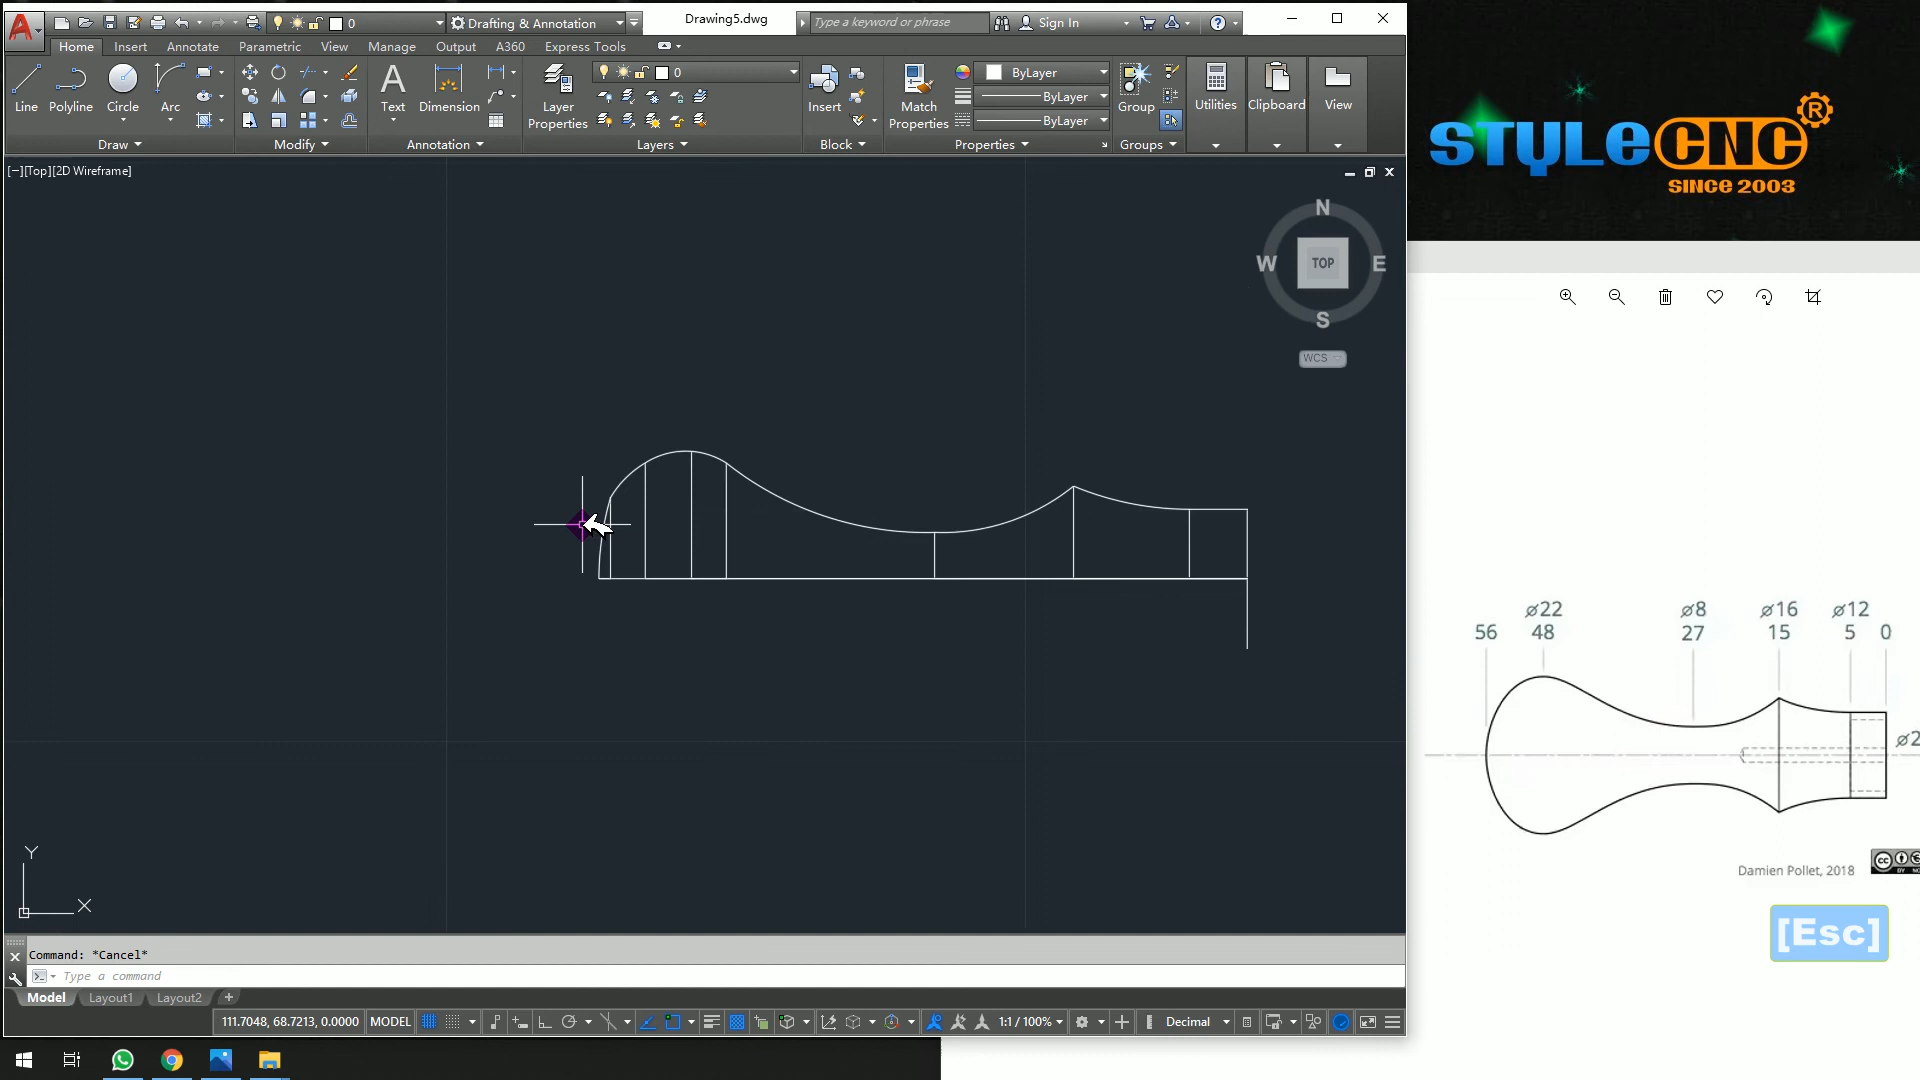 Drafting & Annotation
0
Drawing5.dwg
Type a keyword or phrase
Sign In
Home
Insert
Annotate
Parametric
View
Manage
Output
A360
Express Tools
Line
Polyline
Circle
Arc
Draw
Modify
Text
Dimension
Annotation
Layer
Properties
0
Layers
Insert
Block
Match
Properties
ByLayer
ByLayer
ByLayer
Properties
Group
Groups
Utilities
Clipboard
View
[−][Top][2D Wireframe]
N
W
TOP
E
S
WCS
Y
X
Command: *Cancel*
Type a command
Model
Layout1
Layout2
+
111.7048, 68.7213, 0.0000
MODEL
1:1 / 100%
Decimal
STYLECNC®
SINCE 2003
⌀22
⌀8
⌀16
⌀12
56
48
27
15
5
0
⌀2
Damien Pollet, 2018
cc
[Esc]